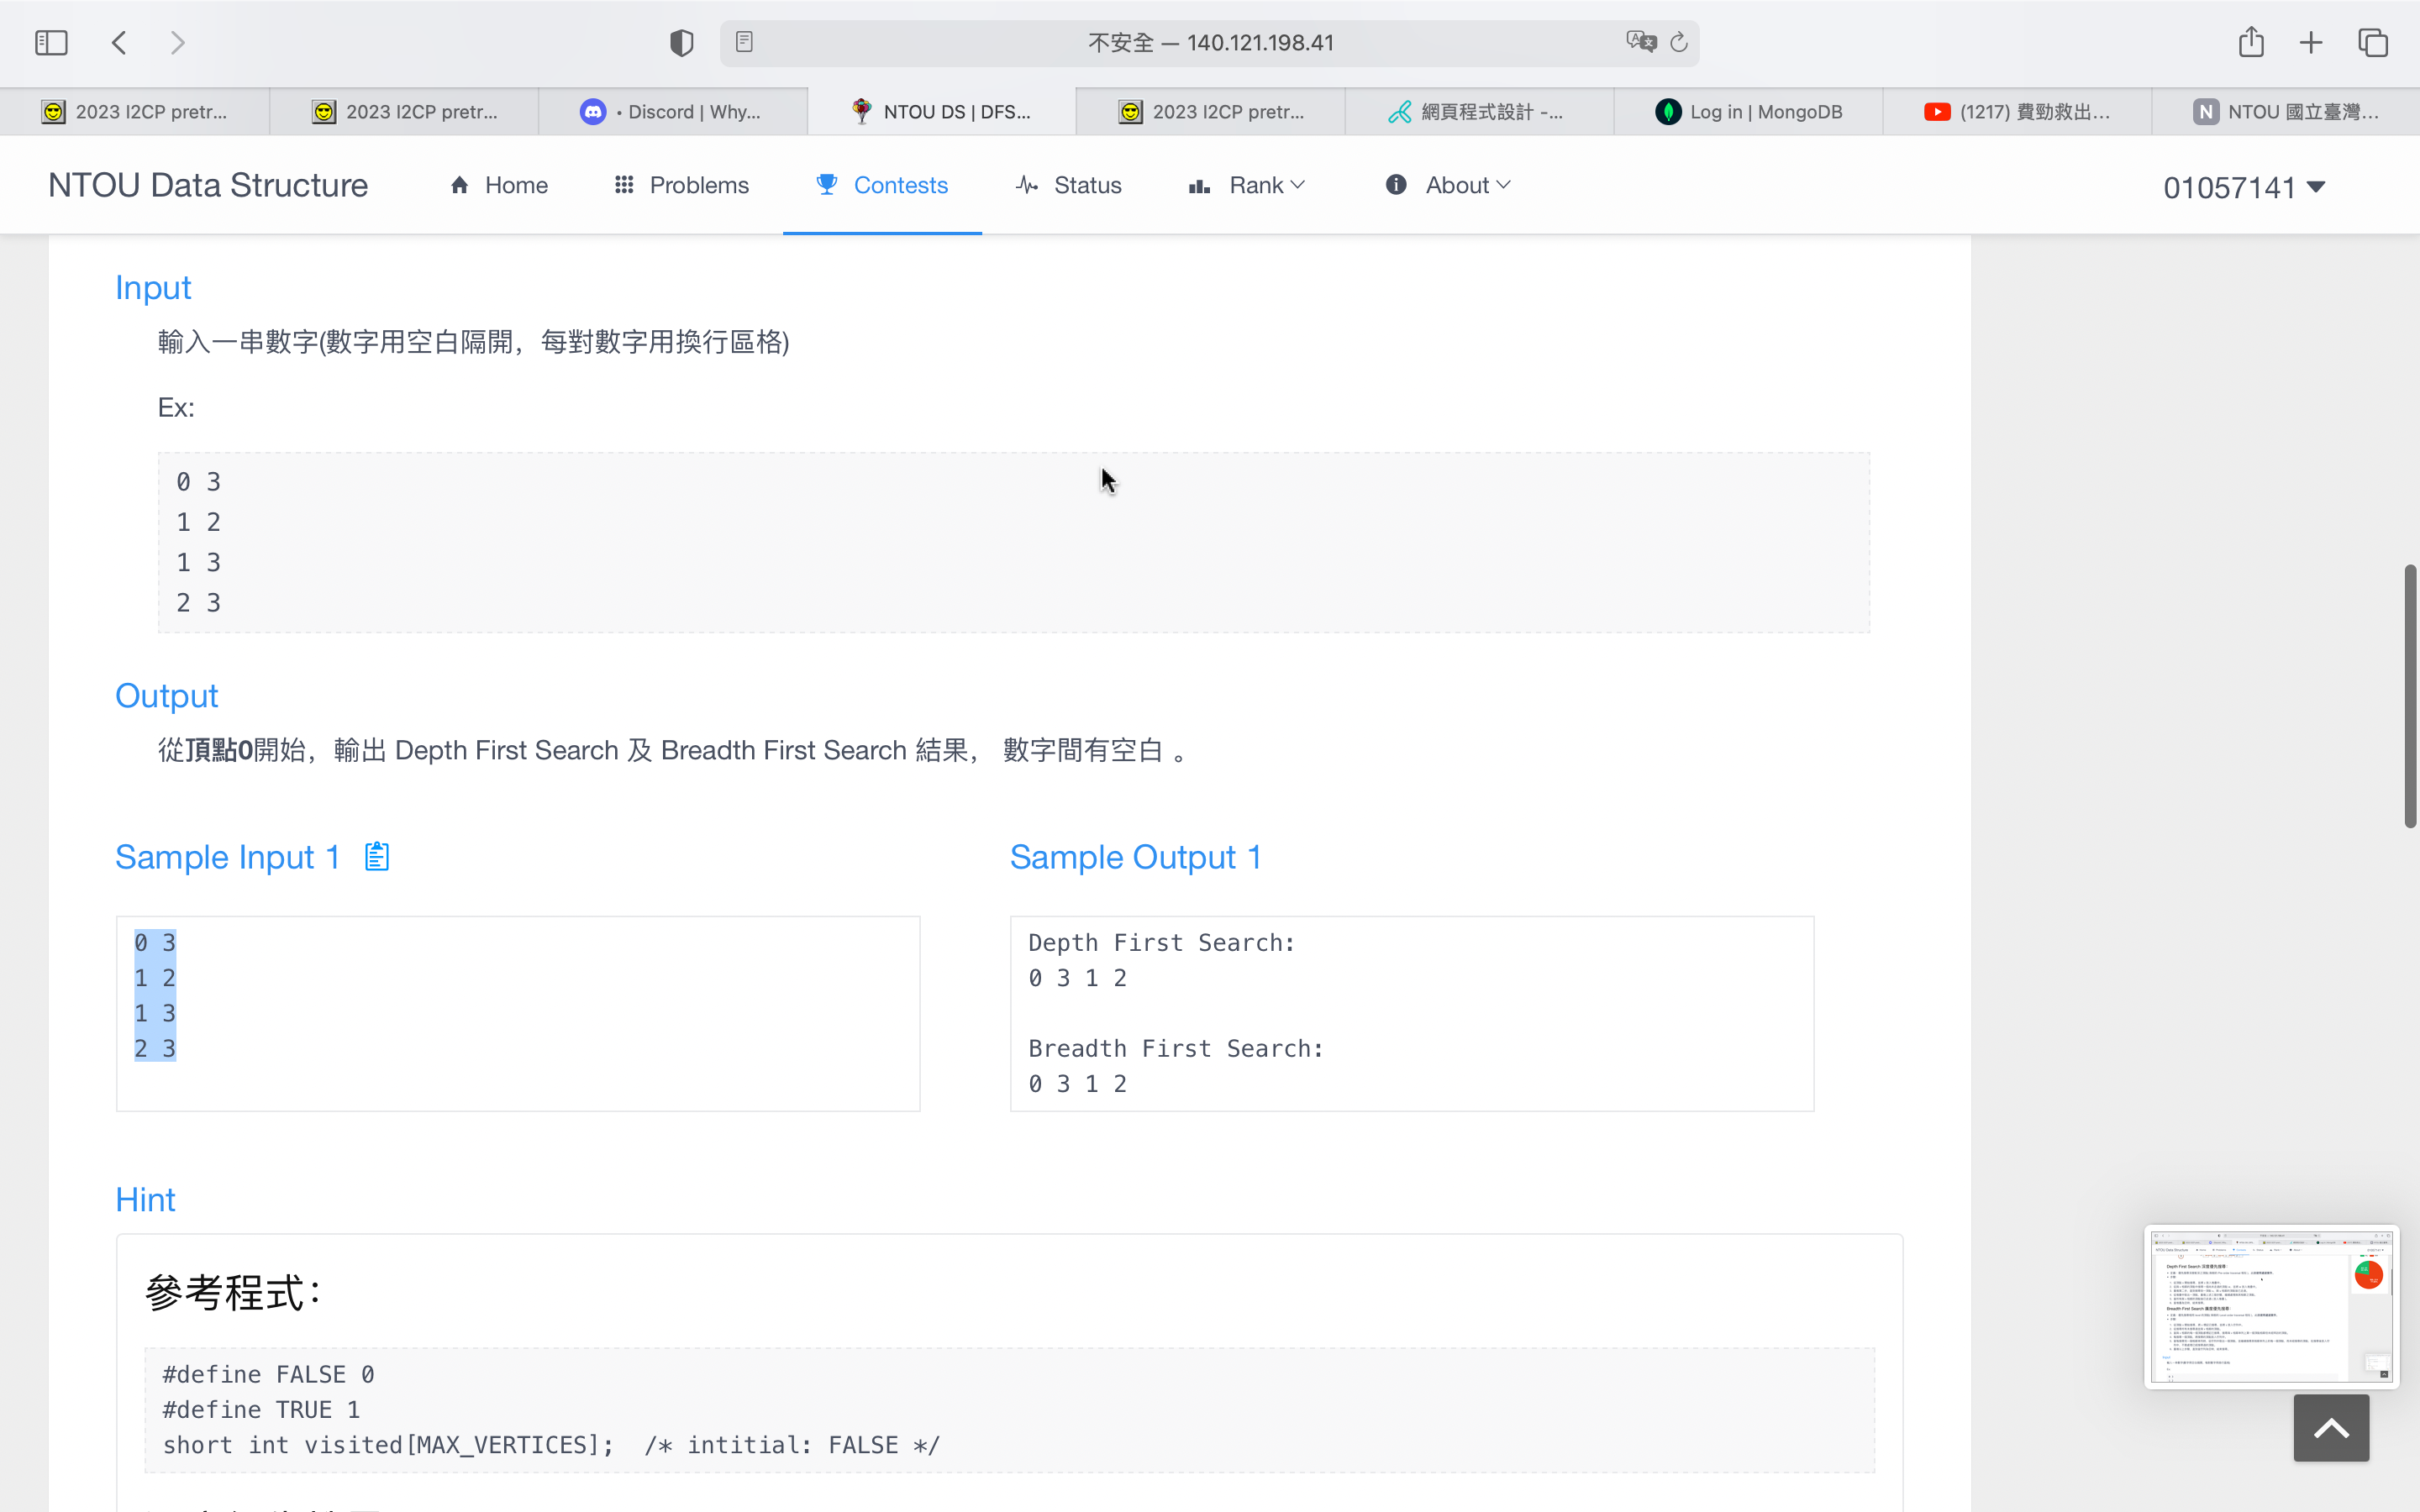 不安全 — 140.121.198.41
2023 I2CP pretr...
2023 I2CP pretr...
• Discord | Why...
NTOU DS | DFS...
2023 I2CP pretr...
網頁程式設計 -...
Log in | MongoDB
(1217) 費勁救出...
N NTOU 國立臺灣...
NTOU Data Structure
Home
Problems
Contests
Status
Rank
About
01057141
Input
輸入一串數字(數字用空白隔開，每對數字用換行區格)
Ex:
0 3
1 2
1 3
2 3
Output
從頂點0開始，輸出 Depth First Search 及 Breadth First Search 結果， 數字間有空白 。
Sample Input 1
0 3
1 2
1 3
2 3
Sample Output 1
Depth First Search:
0 3 1 2
Breadth First Search:
0 3 1 2
Hint
參考程式：
#define FALSE 0
#define TRUE 1
short int visited[MAX_VERTICES];  /* intitial: FALSE */